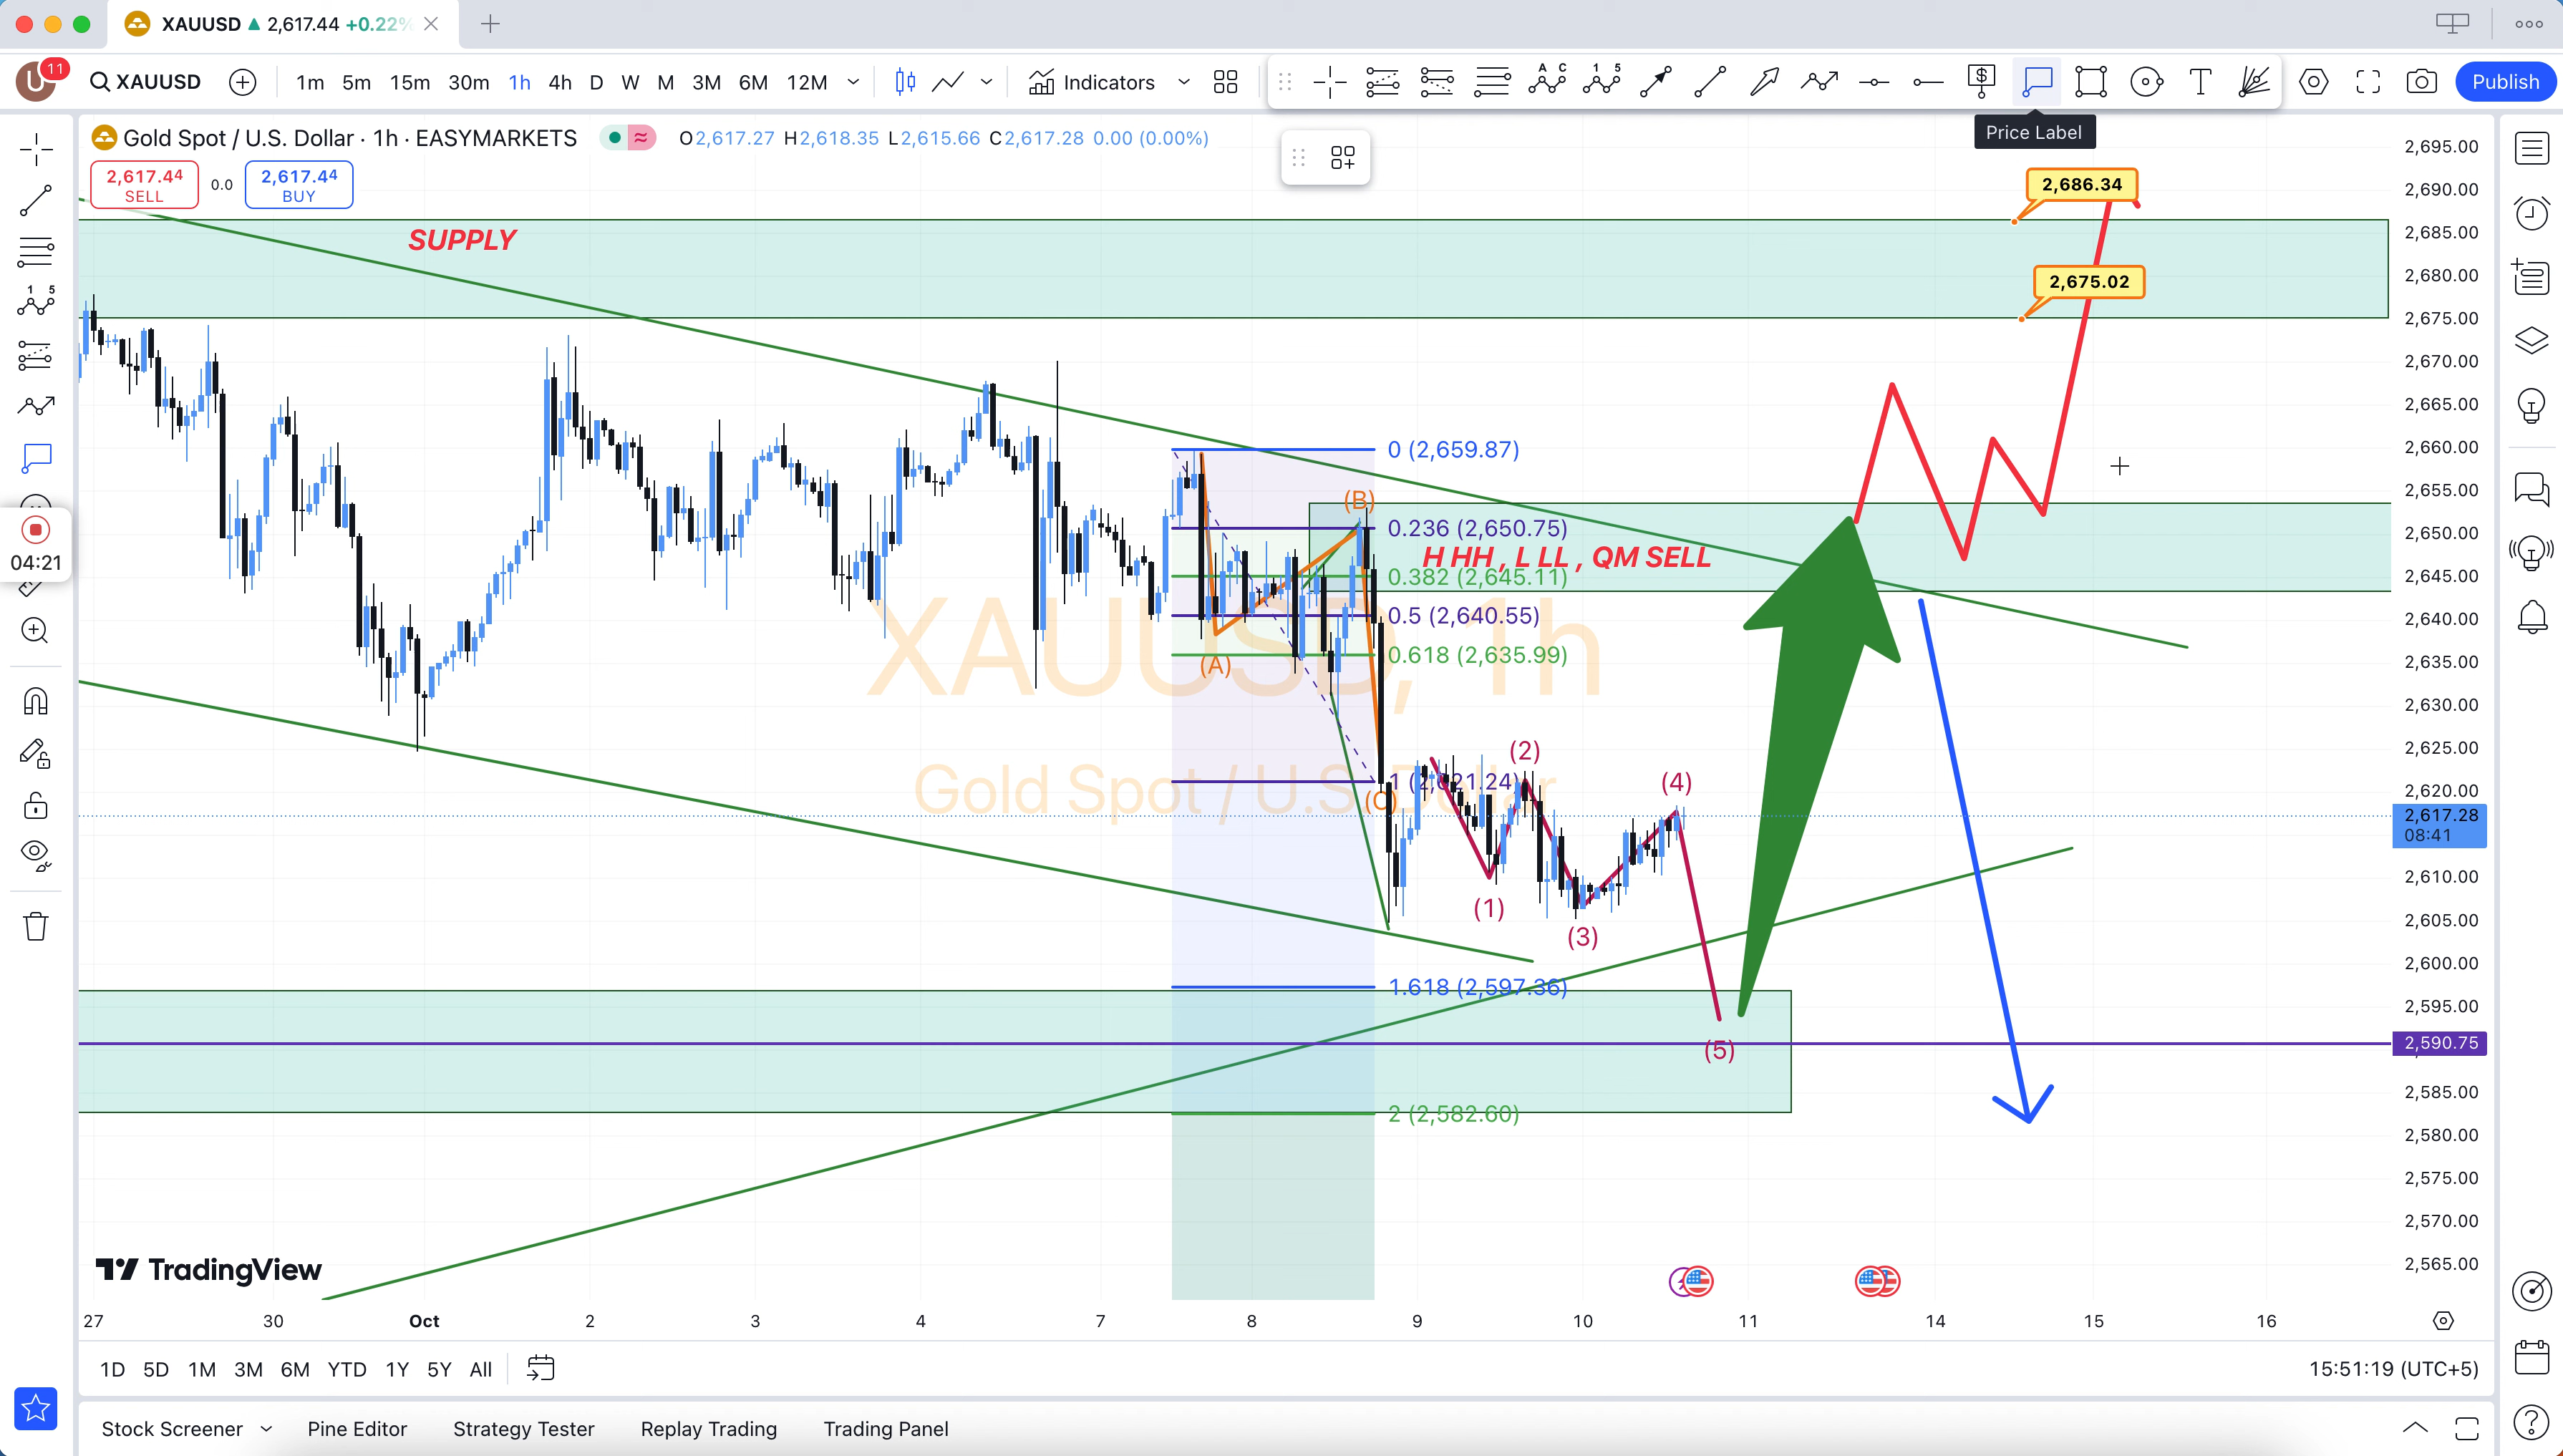 XAUUSD ▲ 2,617.44 +0.22%
U 11
XAUUSD 1m 5m 15m 30m 1h 4h D W M 3M 6M 12M Indicators Publish
Price Label
Gold Spot / U.S. Dollar · 1h · EASYMARKETS O2,617.27 H2,618.35 L2,615.66 C2,617.28 0.00 (0.00%)
2,617.44 SELL 0.0 2,617.44 BUY
04:21
XAUUSD, 1h
Gold Spot / U.S. Dollar
SUPPLY
2,686.34
2,675.02
0 (2,659.87)
(B)
0.236 (2,650.75)
H HH , L LL , QM SELL
0.382 (2,645.11)
0.5 (2,640.55)
0.618 (2,635.99)
(A)
1 (2,621.24)
(C)
(2)
(4)
(1)
(3)
1.618 (2,597.36)
(5)
2 (2,582.60)
2,695.00
2,690.00
2,685.00
2,680.00
2,675.00
2,670.00
2,665.00
2,660.00
2,655.00
2,650.00
2,645.00
2,640.00
2,635.00
2,630.00
2,625.00
2,620.00
2,617.28
08:41
2,610.00
2,605.00
2,600.00
2,595.00
2,590.75
2,585.00
2,580.00
2,575.00
2,570.00
2,565.00
TradingView
27 30 Oct 2 3 4 7 8 9 10 11 14 15 16
1D 5D 1M 3M 6M YTD 1Y 5Y All 15:51:19 (UTC+5)
Stock Screener Pine Editor Strategy Tester Replay Trading Trading Panel